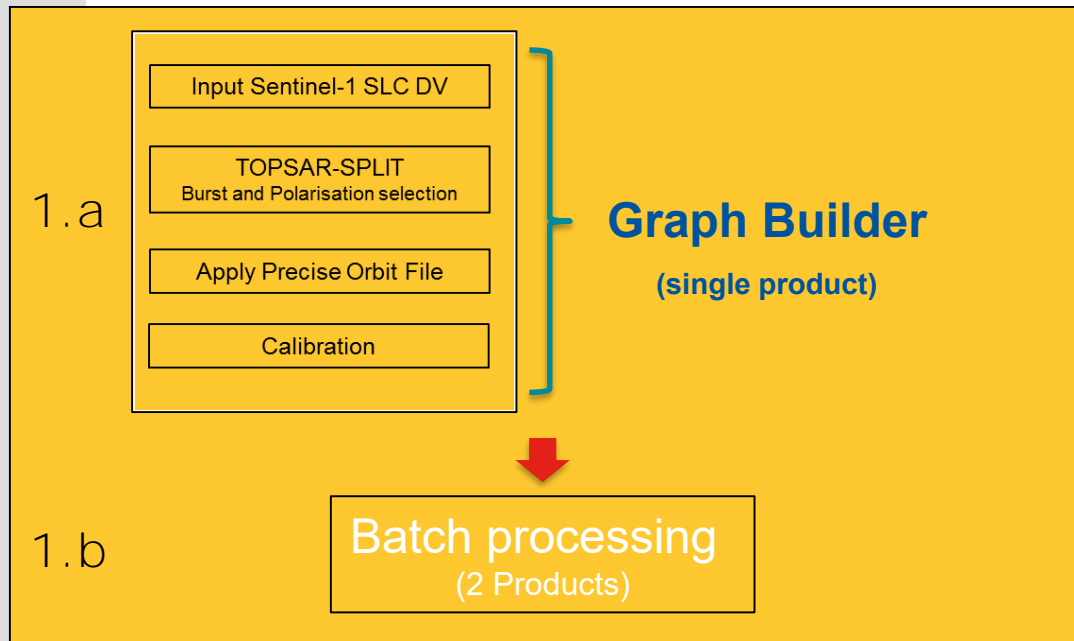 1.a
Input Sentinel-1 SLC DV
TOPSAR-SPLIT
Burst and Polarisation selection
Apply Precise Orbit File
Calibration
Graph Builder
(single product)
1.b
Batch processing
(2 Products)